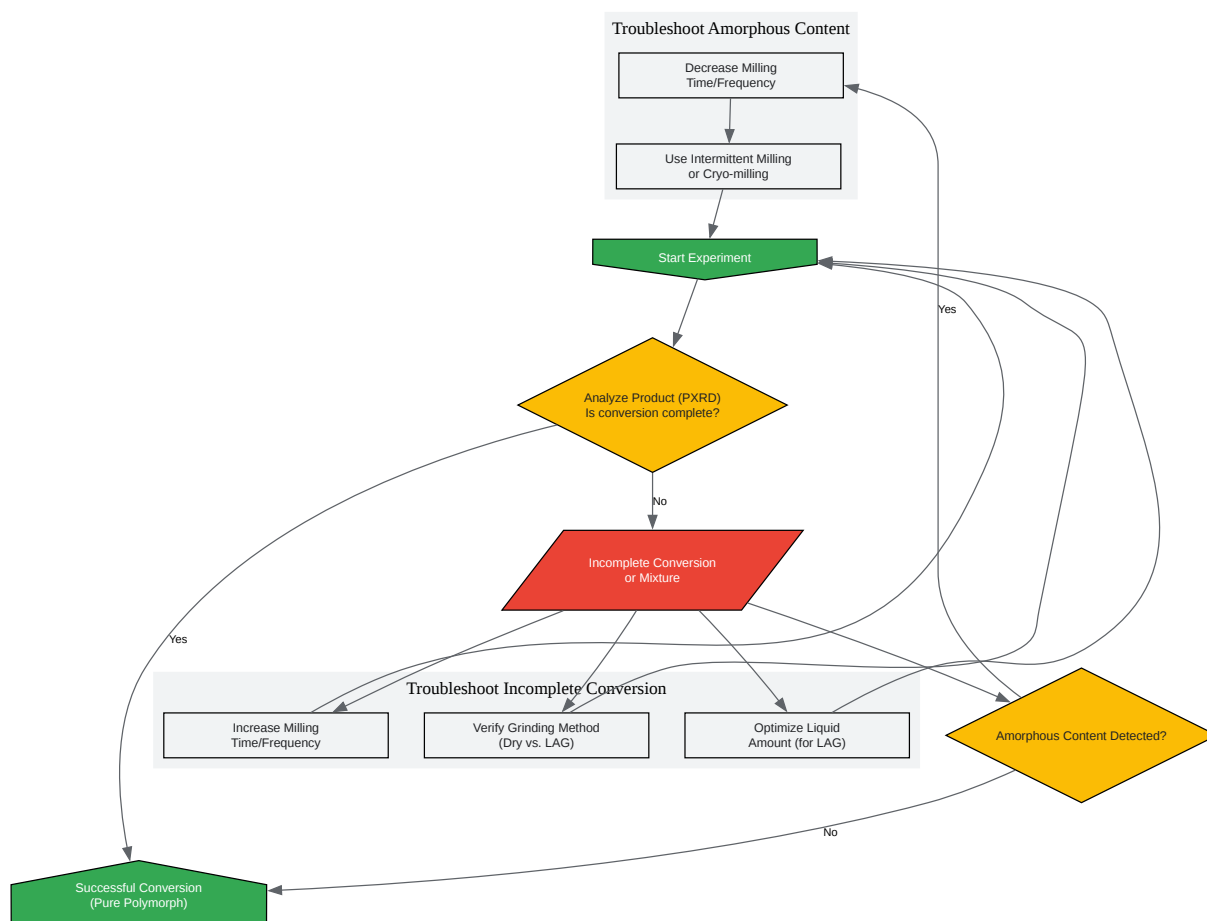 Troubleshoot Amorphous Content
Decrease Milling
Time/Frequency
Use Intermittent Milling
or Cryo-milling
Start Experiment
Yes
Analyze Product (PXRD)
Is conversion complete?
No
Incomplete Conversion
or Mixture
Yes
Troubleshoot Incomplete Conversion
Increase Milling
Time/Frequency
Verify Grinding Method
(Dry vs. LAG)
Optimize Liquid
Amount (for LAG)
Amorphous Content Detected?
No
Successful Conversion
(Pure Polymorph)